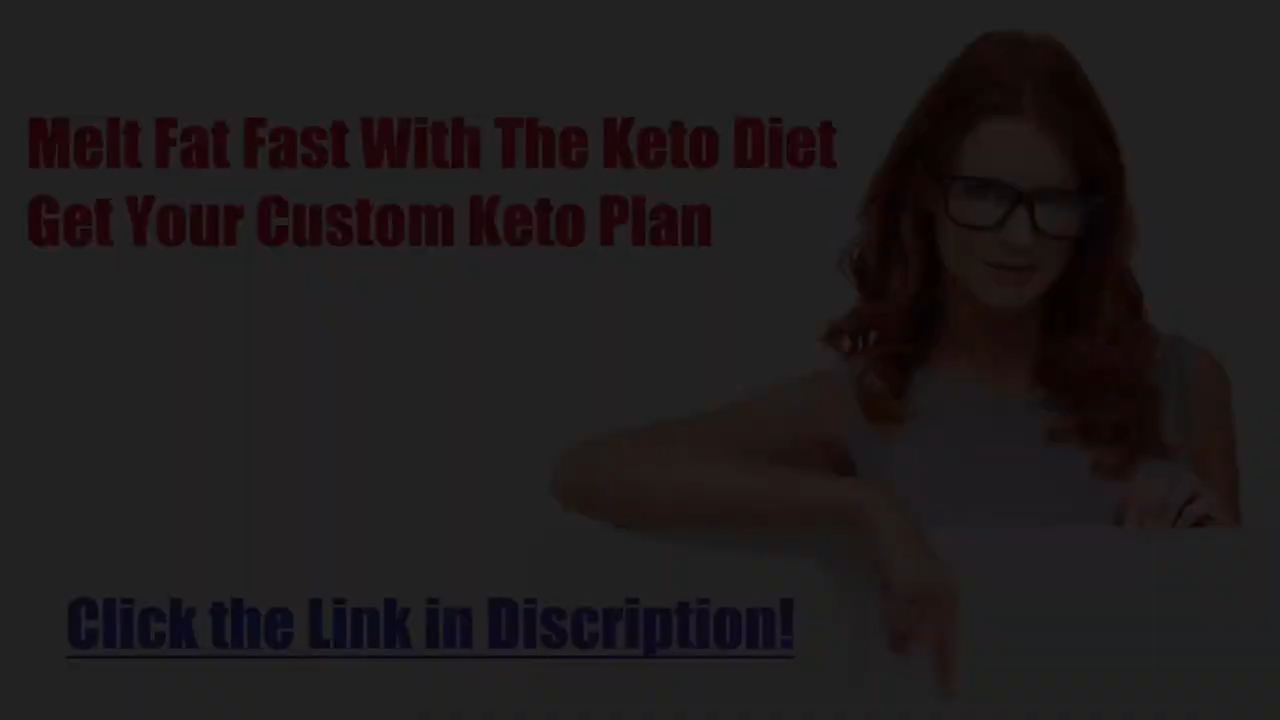 Melt Fat Fast With The Keto Diet
Get Your Custom Keto Plan
Click the Link in Discription!